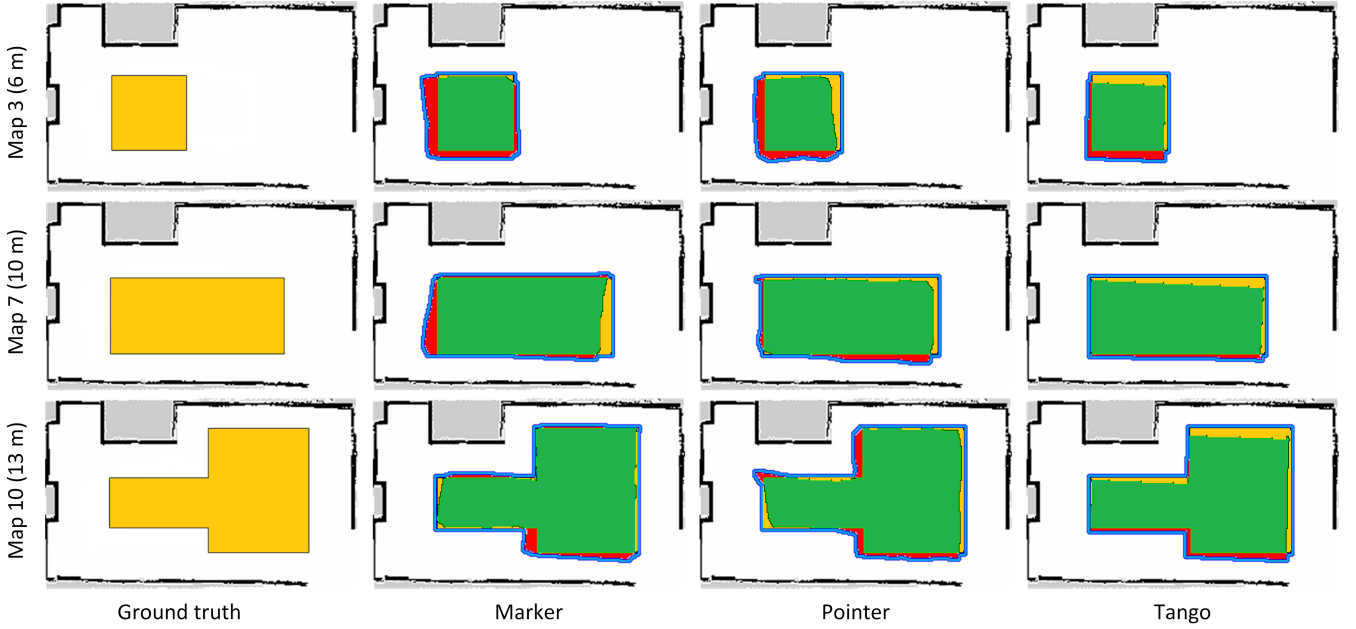 Map 3 (6 m)
Map 7 (10 m)
Map 10 (13 m)
Ground truth
Marker
Pointer
Tango